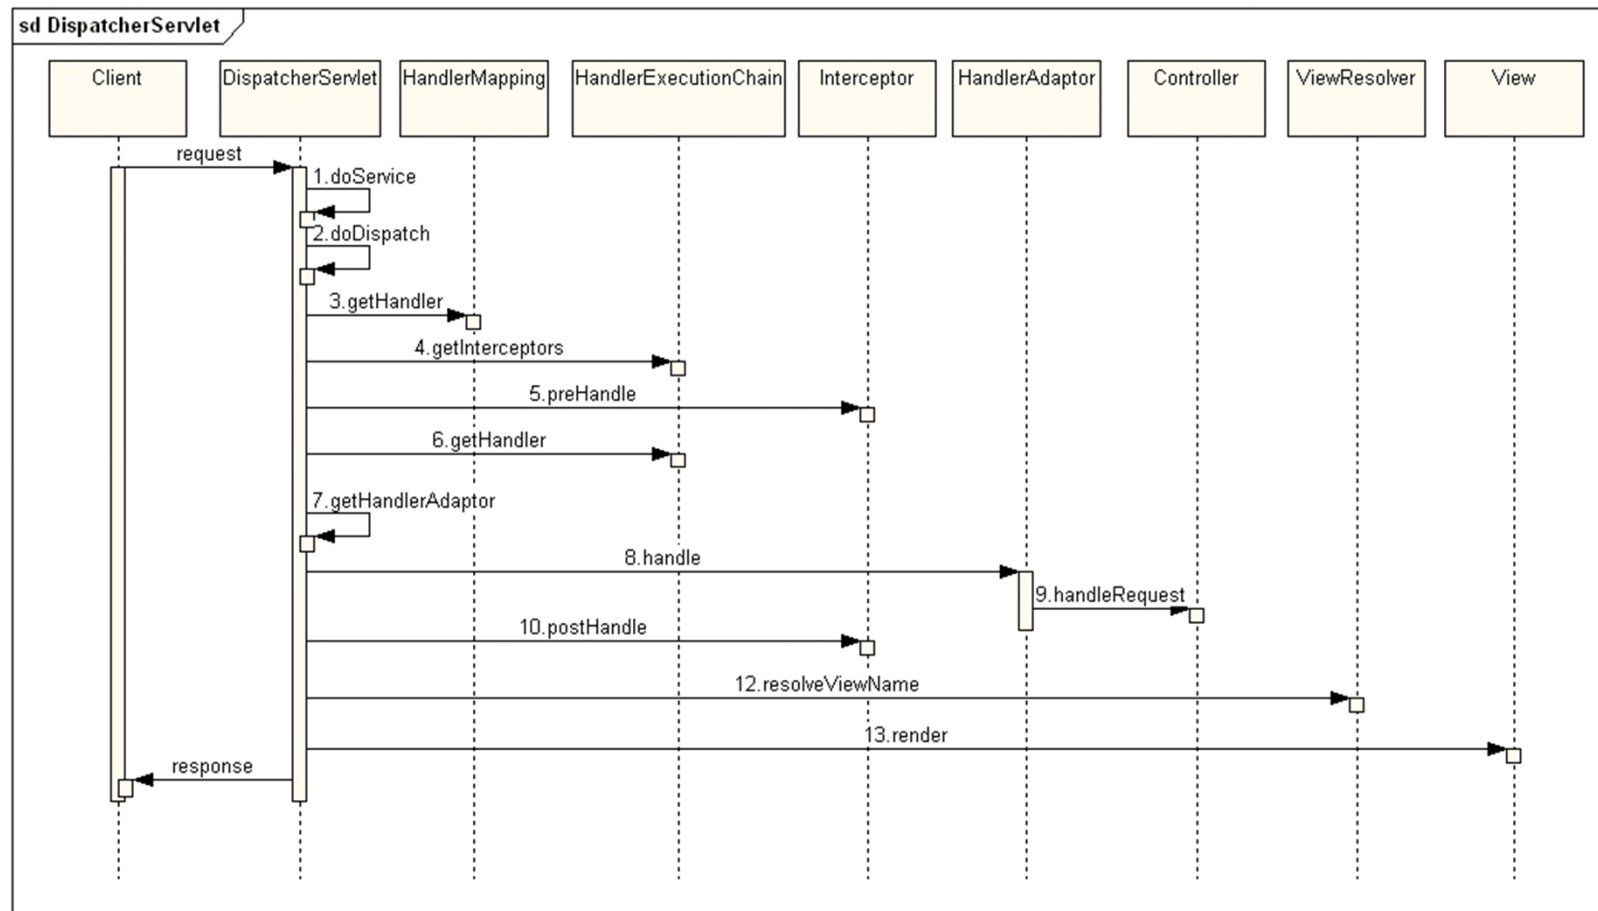 sd DispatcherServlet
Client
DispatcherServlet
HandlerMapping
HandlerExecutionChain
Interceptor
HandlerAdaptor
Controller
ViewResolver
View
request
1.doService
2.doDispatch
3.getHandler
4.getInterceptors
5.preHandle
6.getHandler
7.getHandlerAdaptor
8.handle
9.handleRequest
10.postHandle
12.resolveViewName
13.render
response